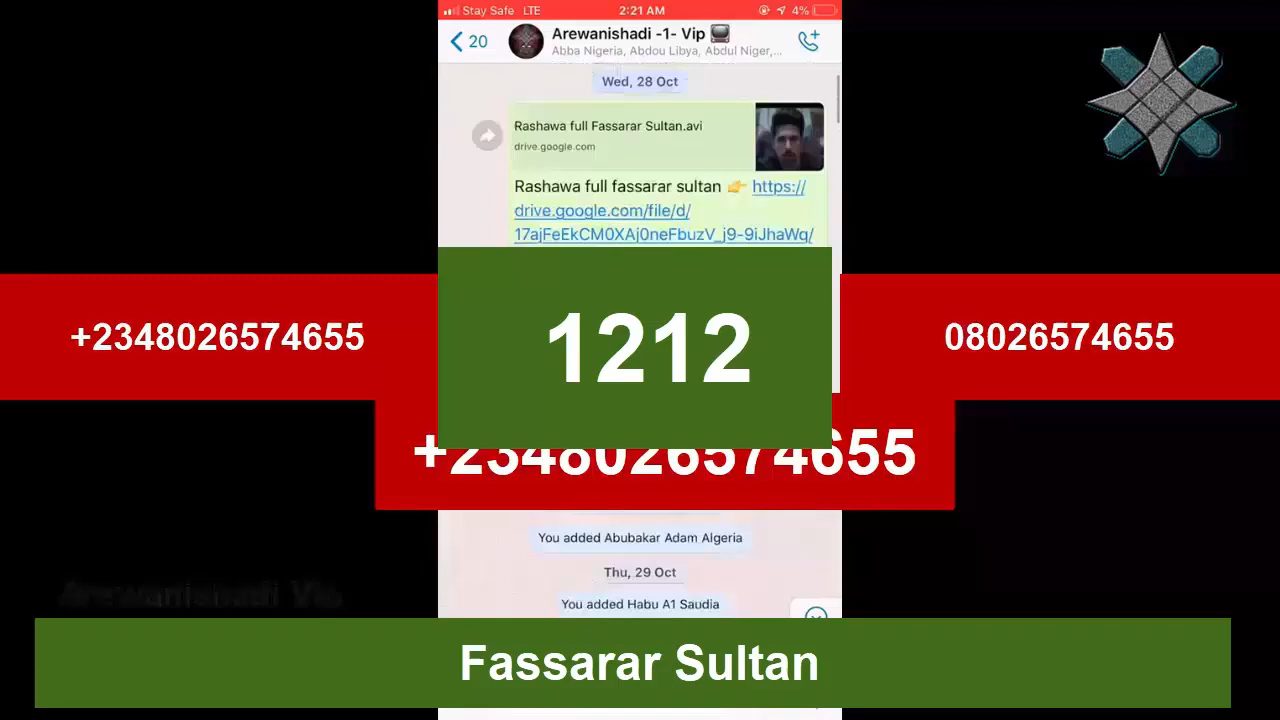 Stay Safe LTE 2:21 AM 4%
20 Arewanishadi -1- Vip
Abba Nigeria, Abdou Libya, Abdul Niger,...
Wed, 28 Oct
Rashawa full Fassarar Sultan.avi
drive.google.com
Rashawa full fassarar sultan 👉 https://
drive.google.com/file/d/
17ajFeEkCM0XAj0neFbuzV_j9-9iJhaWq/
+2348026574655
1212
08026574655
+2348026574655
You added Abubakar Adam Algeria
Thu, 29 Oct
You added Habu A1 Saudia
Arewanishadi Vip
Fassarar Sultan